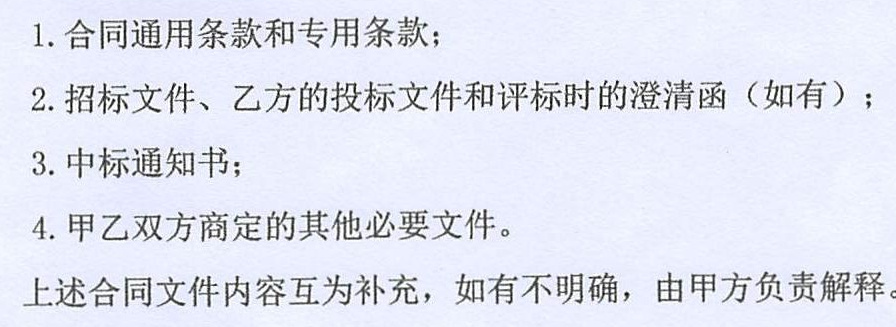 1. 合同通用条款和专用条款；
2. 招标文件、乙方的投标文件和评标时的澄清函（如有）；
3. 中标通知书；
4. 甲乙双方商定的其他必要文件。
上述合同文件内容互为补充，如有不明确，由甲方负责解释。